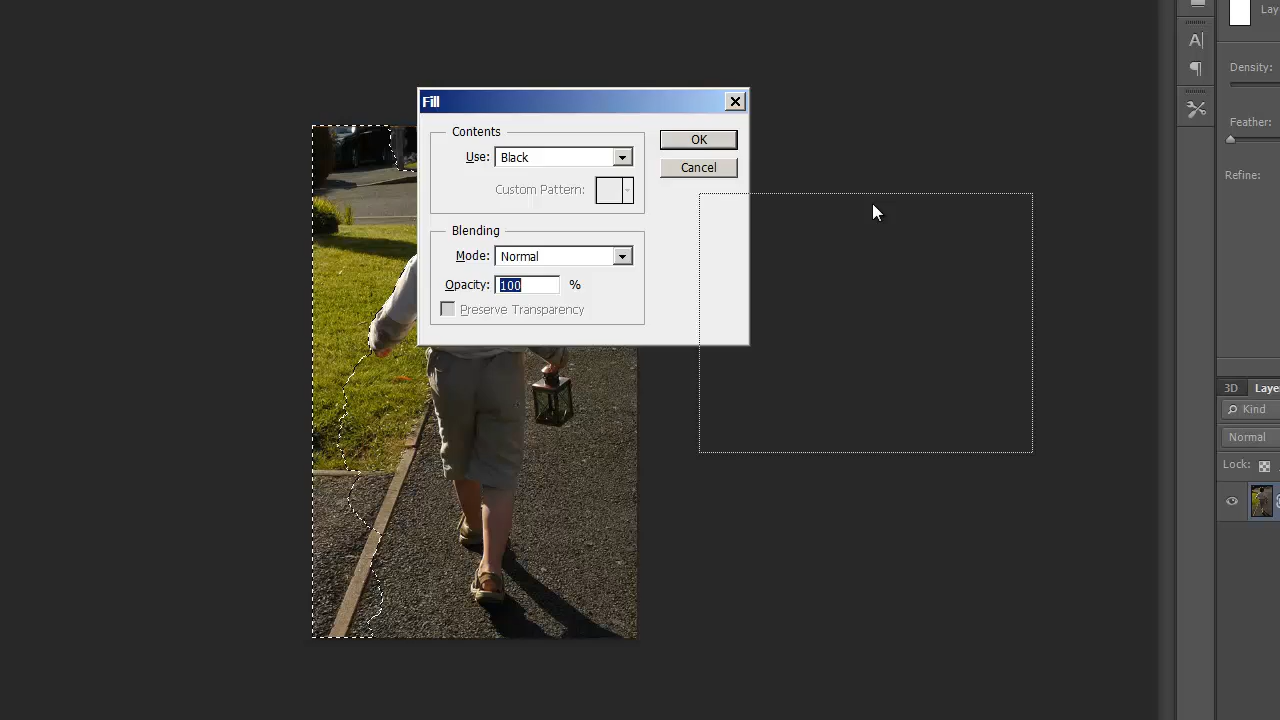 Fill
Contents
Use: Black
Custom Pattern:
Blending
Mode: Normal
Opacity: 100 %
Preserve Transparency
OK
Cancel
A|
Lay
Density:
Feather:
Refine:
3D Laye
Kind
Normal
Lock: